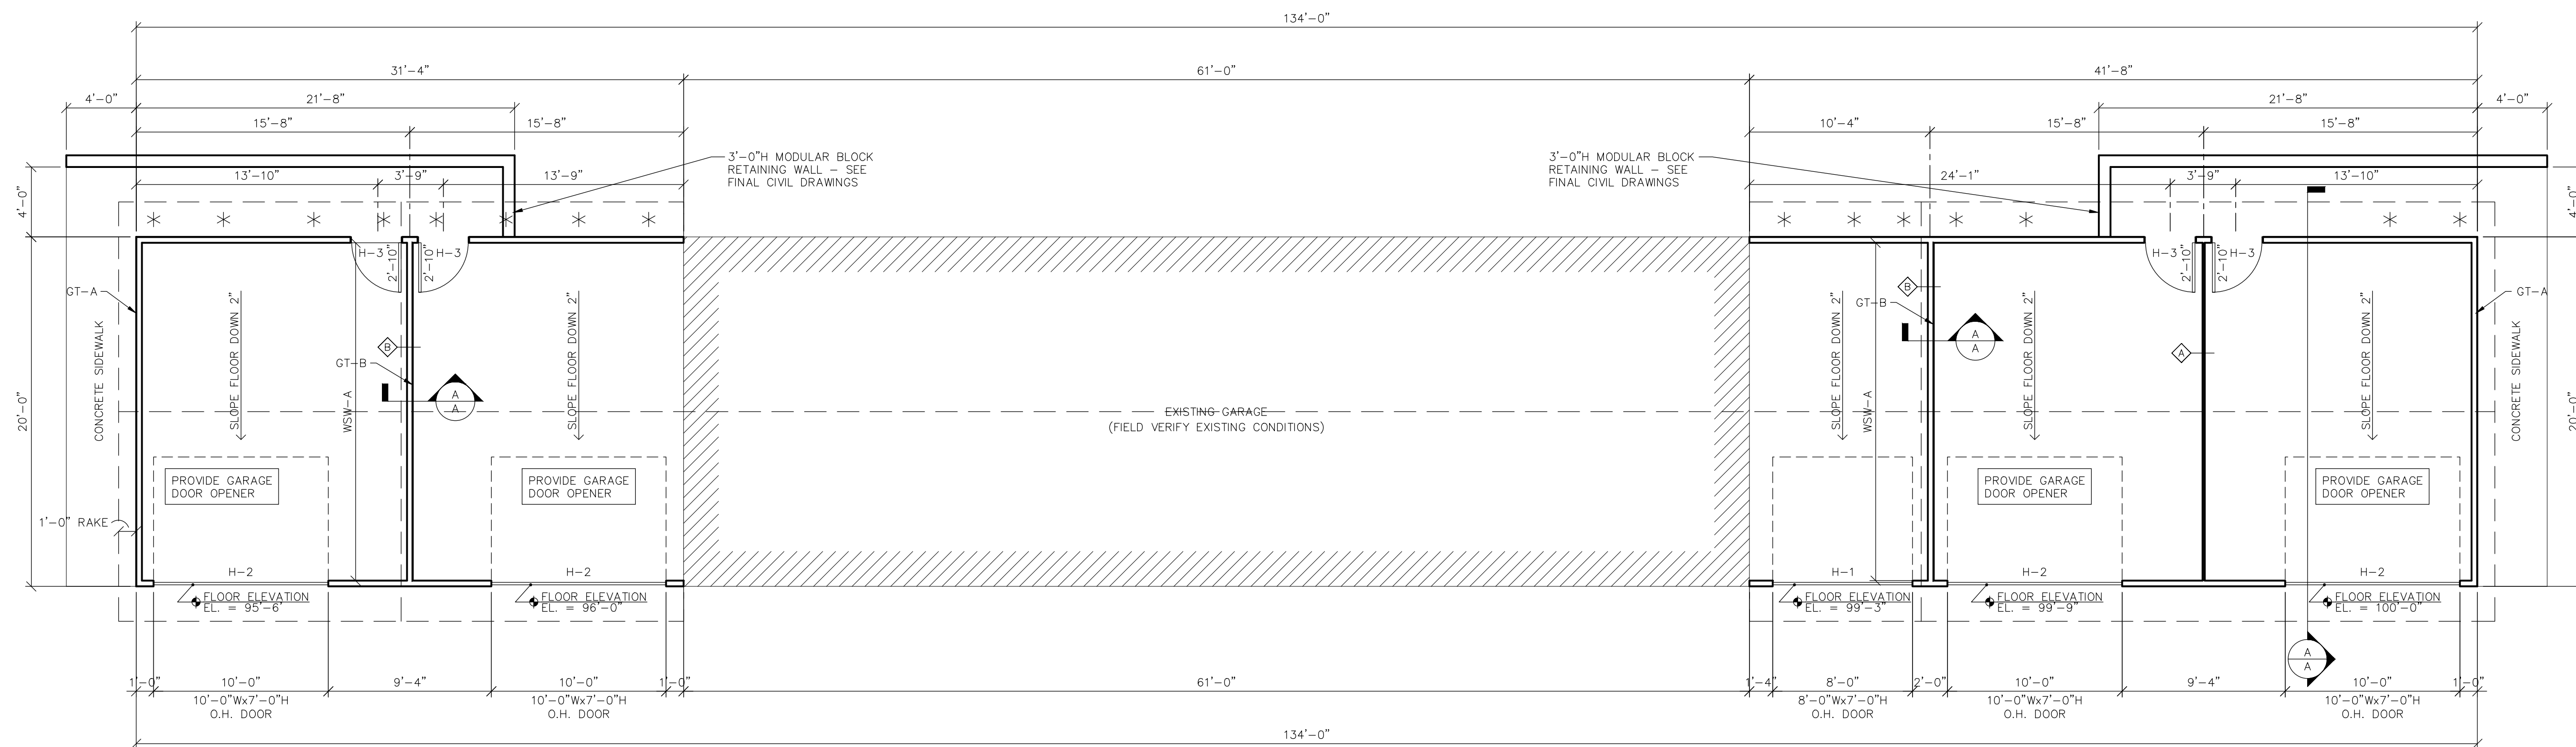 134'-0"
31'-4"
61'-0"
41'-8"
4'-0"
21'-8"
21'-8"
4'-0"
15'-8"
15'-8"
10'-4"
15'-8"
15'-8"
3'-0"H MODULAR BLOCK
RETAINING WALL – SEE
FINAL CIVIL DRAWINGS
3'-0"H MODULAR BLOCK
RETAINING WALL – SEE
FINAL CIVIL DRAWINGS
13'-10"
3'-9"
13'-9"
24'-1"
3'-9"
13'-10"
4'-0"
4'-0"
H-3
2'-10"
2'-10"
H-3
H-3
2'-10"
2'-10"
H-3
GT-A
B
GT-B
GT-A
CONCRETE SIDEWALK
SLOPE FLOOR DOWN 2"
B
GT-B
WSW-A
A
A
SLOPE FLOOR DOWN 2"
SLOPE FLOOR DOWN 2"
WSW-A
A
A
SLOPE FLOOR DOWN 2"
A
SLOPE FLOOR DOWN 2"
CONCRETE SIDEWALK
20'-0"
20'-0"
EXISTING GARAGE
(FIELD VERIFY EXISTING CONDITIONS)
PROVIDE GARAGE
DOOR OPENER
PROVIDE GARAGE
DOOR OPENER
PROVIDE GARAGE
DOOR OPENER
PROVIDE GARAGE
DOOR OPENER
1'-0" RAKE
H-2
H-2
H-1
H-2
H-2
FLOOR ELEVATION
EL. = 95'-6"
FLOOR ELEVATION
EL. = 96'-0"
FLOOR ELEVATION
EL. = 99'-3"
FLOOR ELEVATION
EL. = 99'-9"
FLOOR ELEVATION
EL. = 100'-0"
A
A
1'-0"
10'-0"
9'-4"
10'-0"
1'-0"
61'-0"
1'-4"
8'-0"
2'-0"
10'-0"
9'-4"
10'-0"
1'-0"
10'-0"Wx7'-0"H
O.H. DOOR
10'-0"Wx7'-0"H
O.H. DOOR
8'-0"Wx7'-0"H
O.H. DOOR
10'-0"Wx7'-0"H
O.H. DOOR
10'-0"Wx7'-0"H
O.H. DOOR
134'-0"